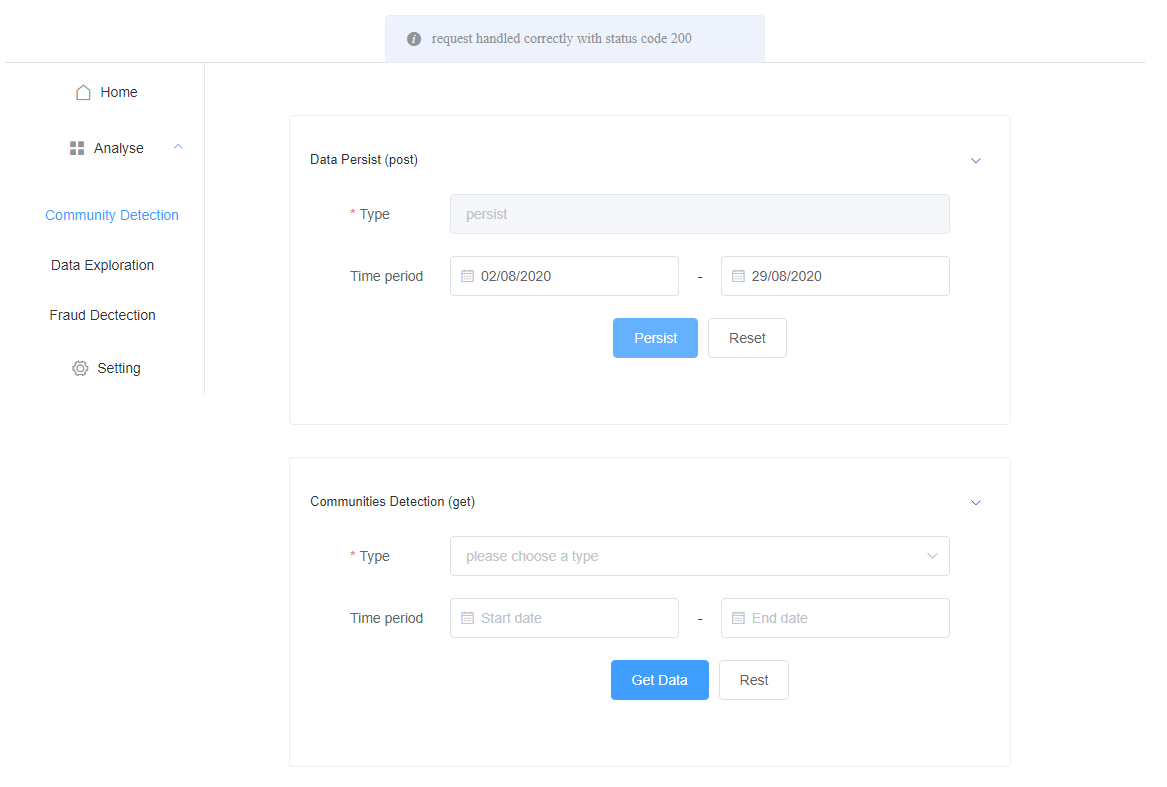 request handled correctly with status code 200
Home
Analyse
Community Detection
Data Exploration
Fraud Dectection
Setting
Data Persist (post)
* Type
persist
Time period
02/08/2020 - 29/08/2020
Persist
Reset
Communities Detection (get)
* Type
please choose a type
Time period
Start date - End date
Get Data
Rest